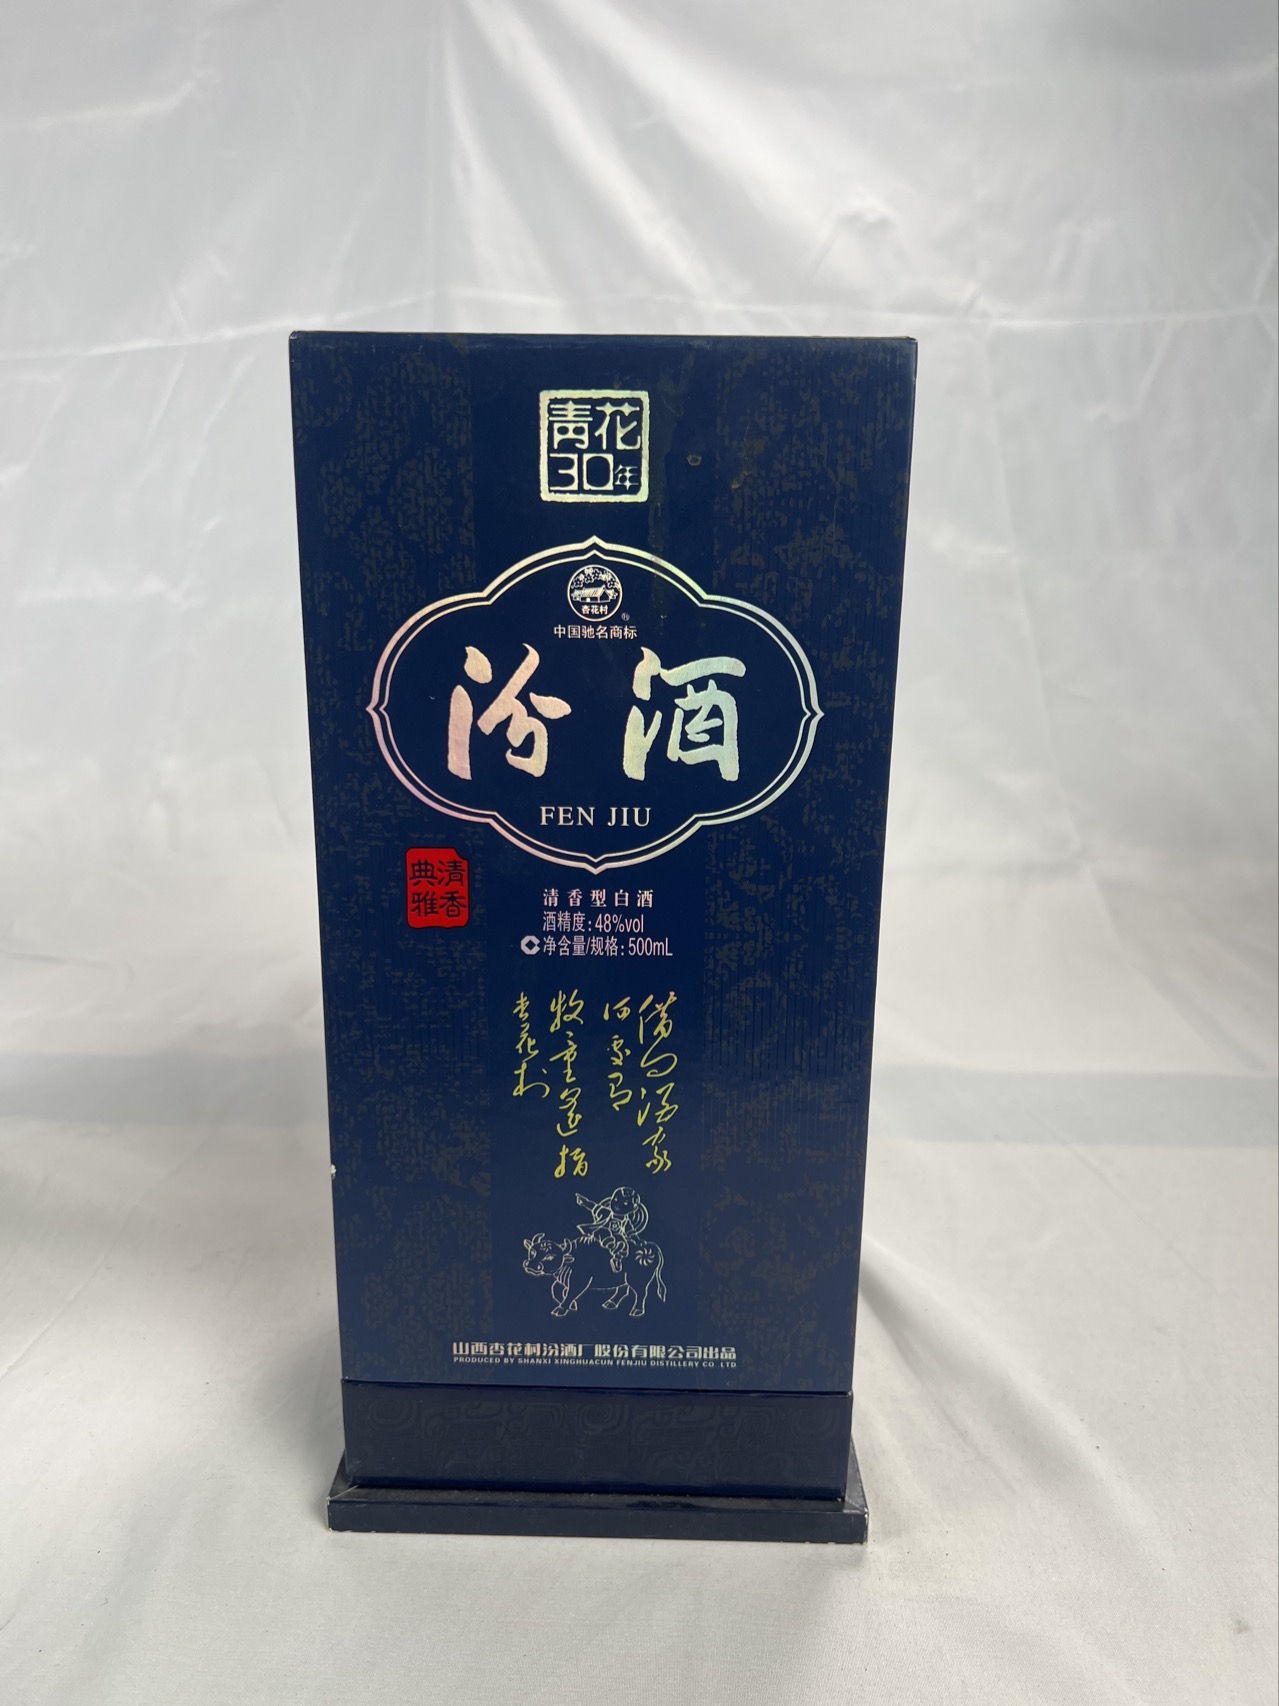 青花
30年
杏花村
®
中国驰名商标
汾酒
FEN JIU
清香
典雅
清香型白酒
酒精度:48%vol
净含量/规格:500mL
借问酒家
何处有
牧童遥指
杏花村
山西杏花村汾酒厂股份有限公司出品
PRODUCED BY SHANXI XINGHUACUN FENJIU DISTILLERY CO.,LTD.